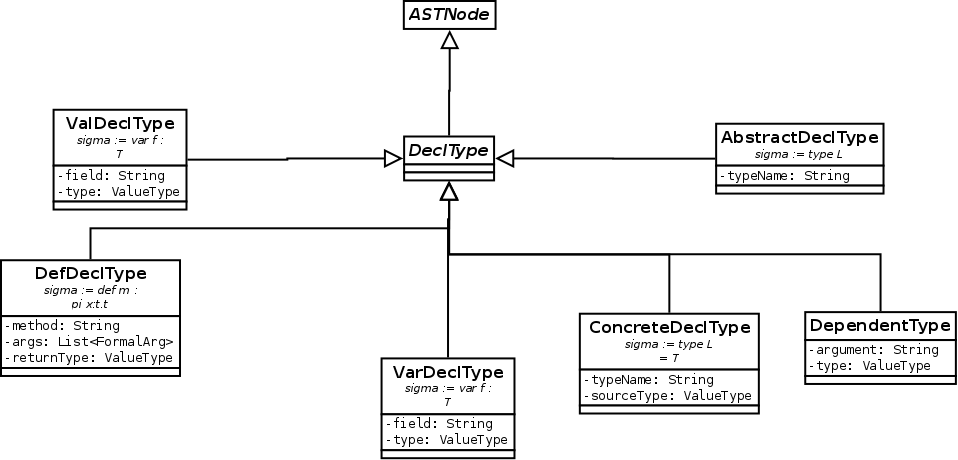 ASTNode
ValDeclType
sigma := var f :
T
-field: String
-type: ValueType
DeclType
AbstractDeclType
sigma := type L
-typeName: String
DefDeclType
sigma := def m :
pi x:t.t
-method: String
-args: List<FormalArg>
-returnType: ValueType
VarDeclType
sigma := var f :
T
-field: String
-type: ValueType
ConcreteDeclType
sigma := type L
= T
-typeName: String
-sourceType: ValueType
DependentType
-argument: String
-type: ValueType